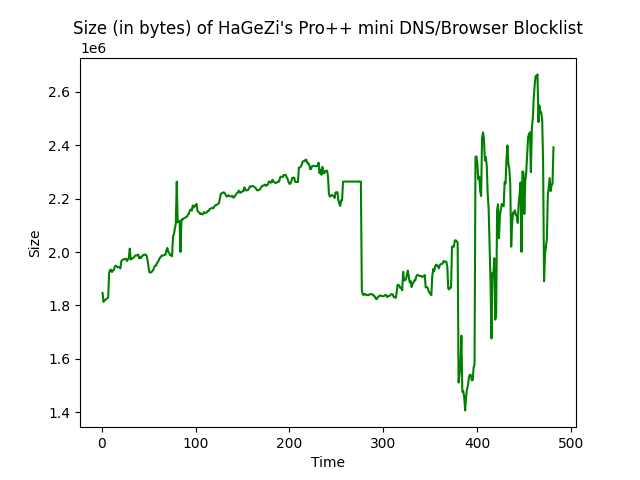 Size (in bytes) of HaGeZi's Pro++ mini DNS/Browser Blocklist
1e6
2.6
2.4
2.2
2.0
1.8
1.6
1.4
Size
0 100 200 300 400 500
Time